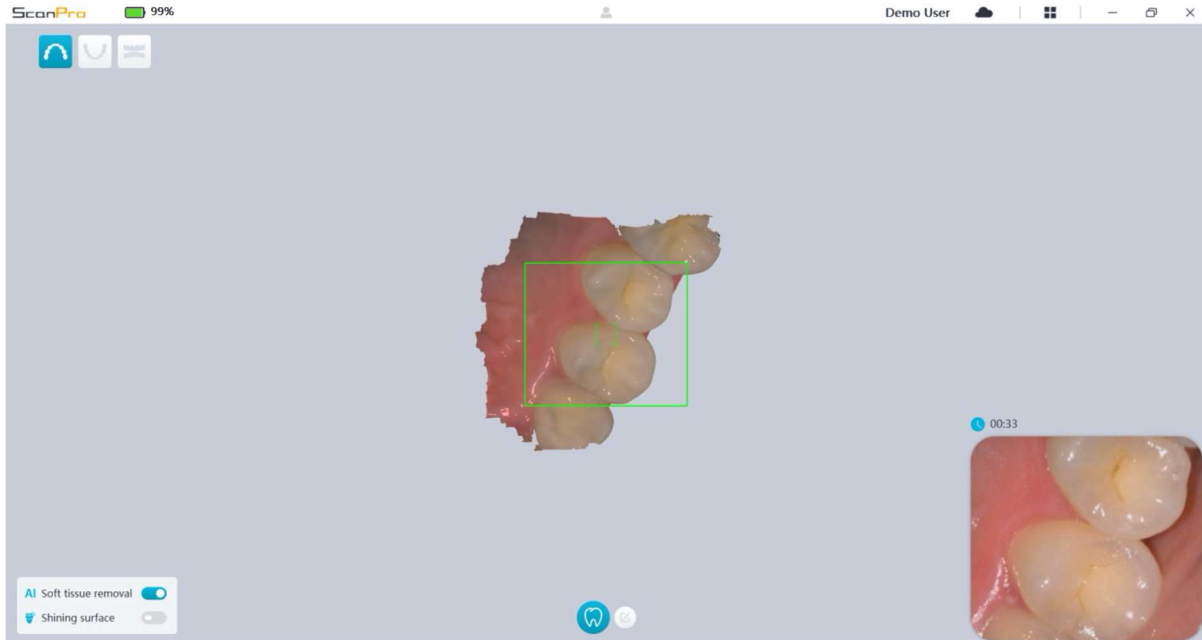 ScanPro
99%
Demo User
00:33
AI Soft tissue removal
Shining surface